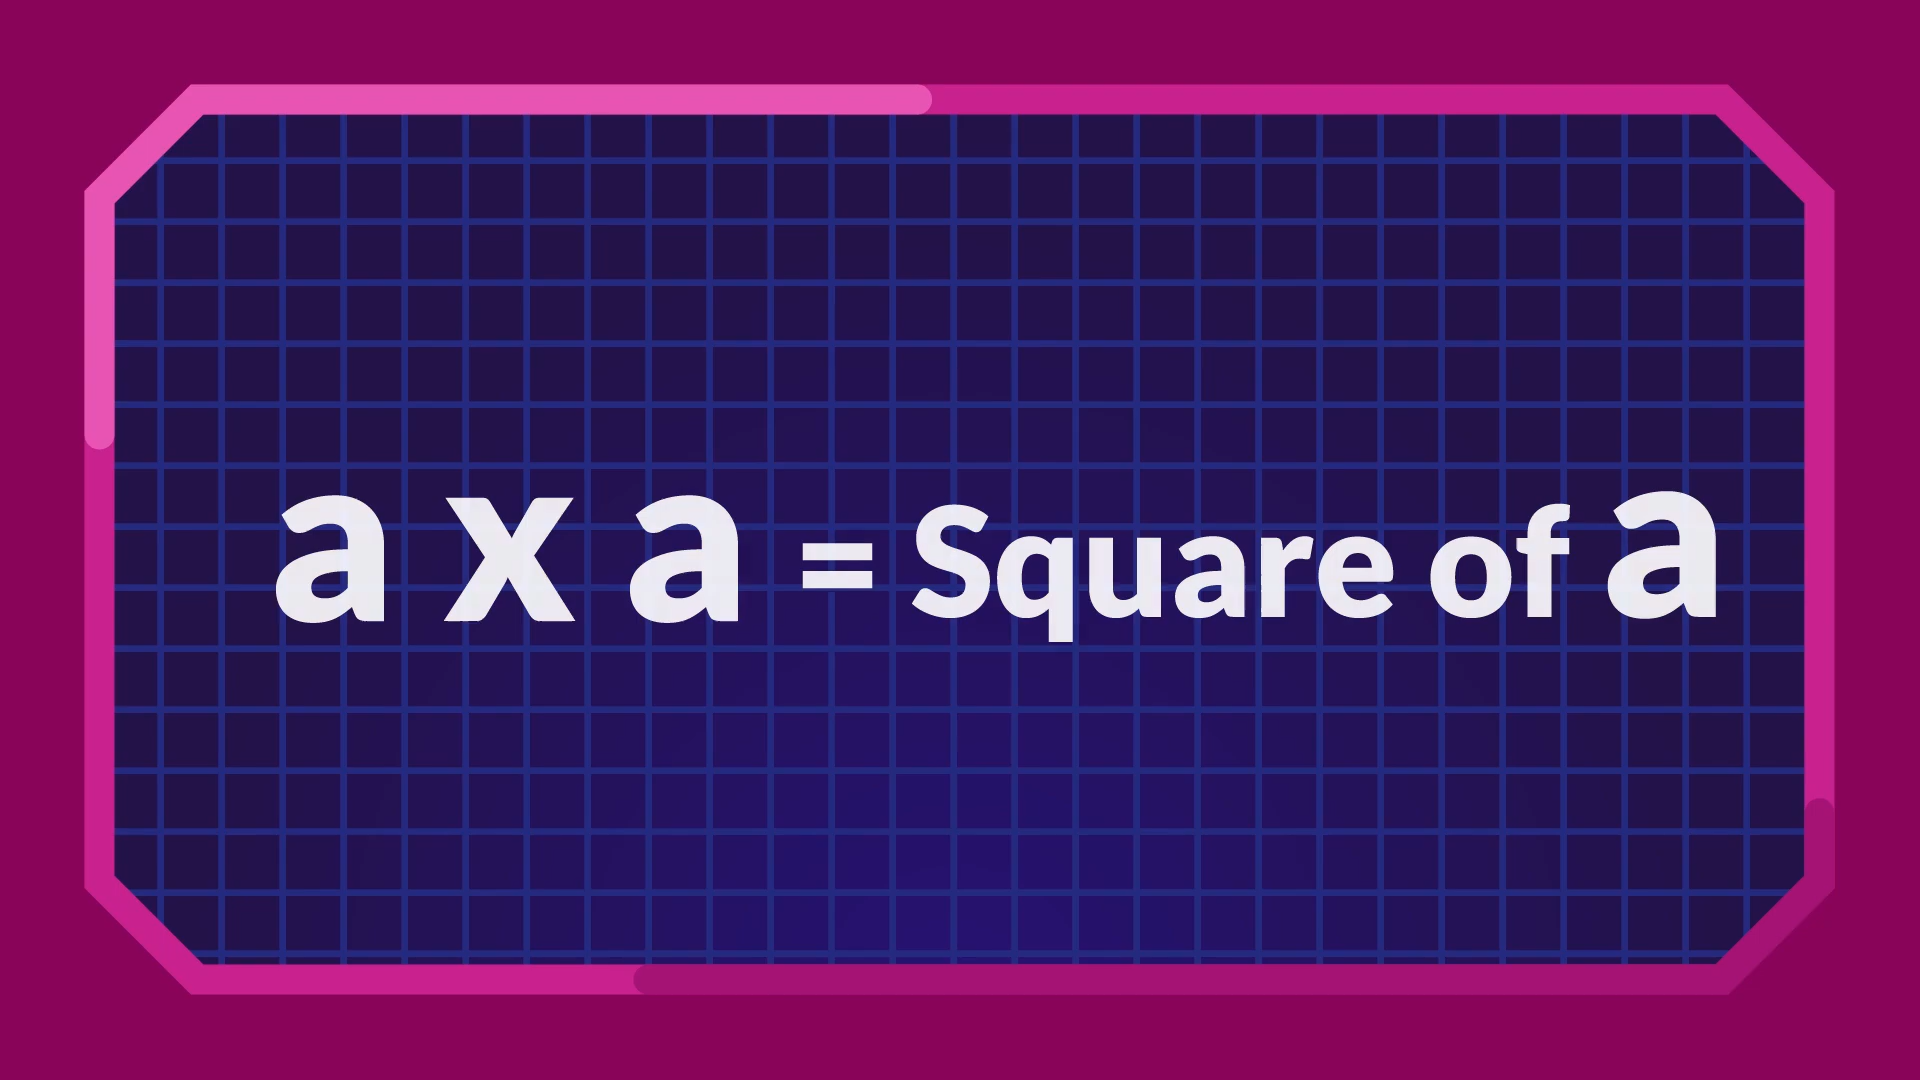 a x a = Square of a